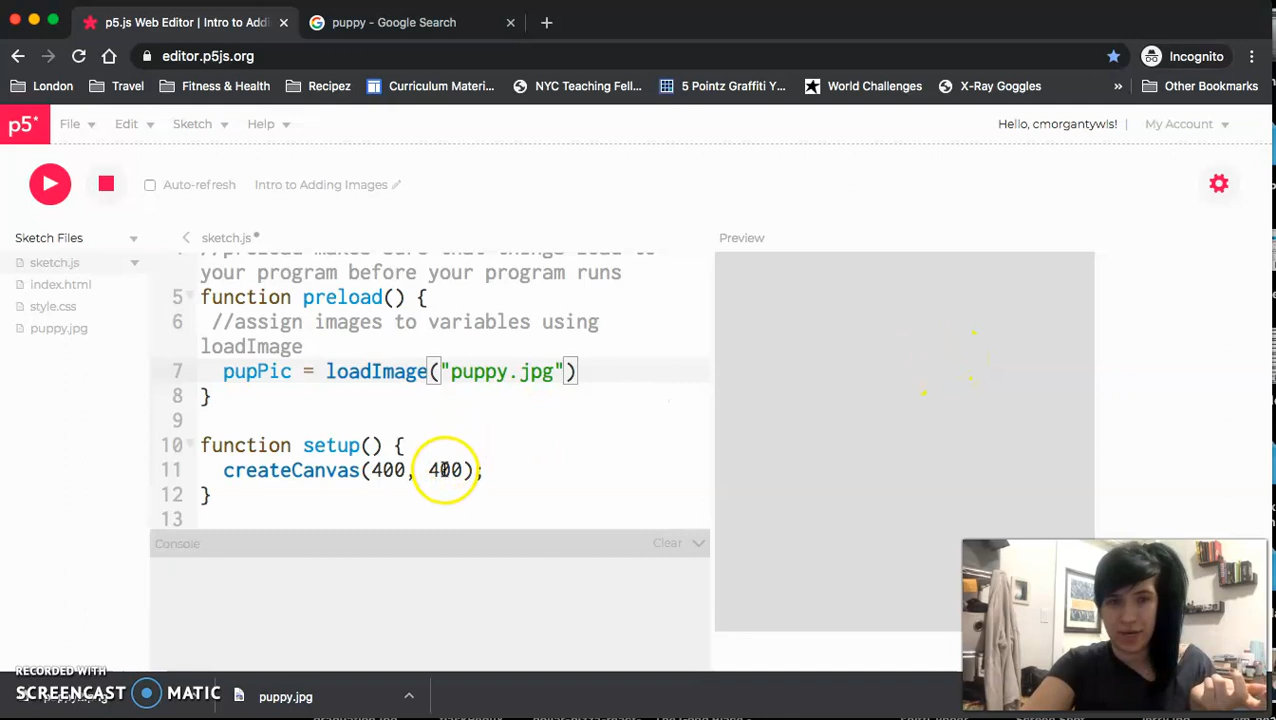 p5.js Web Editor | Intro to Addi
puppy - Google Search
editor.p5js.org
Incognito
London
Travel
Fitness & Health
Recipez
Curriculum Materi...
NYC Teaching Fell...
5 Pointz Graffiti Y...
World Challenges
X-Ray Goggles
»
Other Bookmarks
p5*
File
Edit
Sketch
Help
Hello, cmorgantywls!
My Account
Auto-refresh
Intro to Adding Images
Sketch Files
sketch.js
Preview
sketch.js
index.html
style.css
puppy.jpg
//preload makes sure that things load to
your program before your program runs
5 function preload() {
6 //assign images to variables using
loadImage
7 pupPic = loadImage("puppy.jpg")
8 }
9
10 function setup() {
11 createCanvas(400, 400);
12 }
13
Console
Clear
RECORDED WITH
SCREENCAST MATIC
puppy.jpg